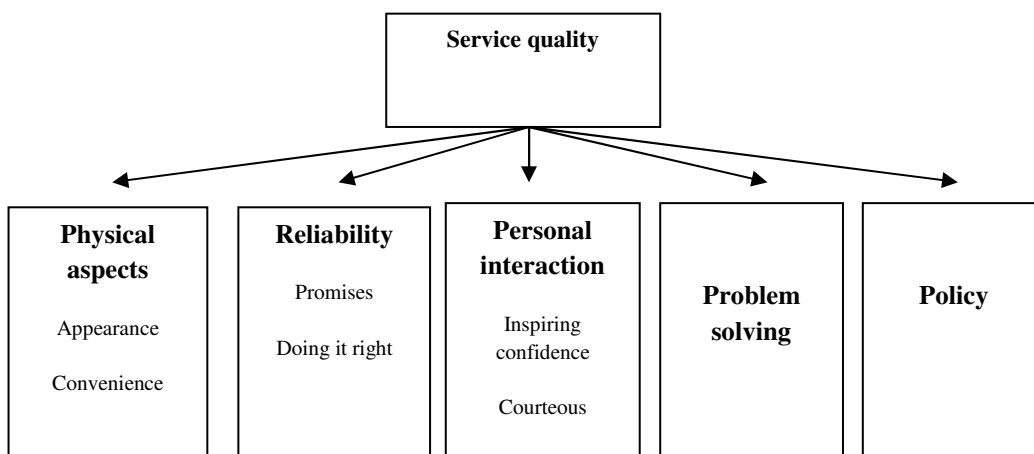 Service quality
Physical
aspects
Appearance
Convenience
Reliability
Promises
Doing it right
Personal
interaction
Inspiring
confidence
Courteous
Problem
solving
Policy